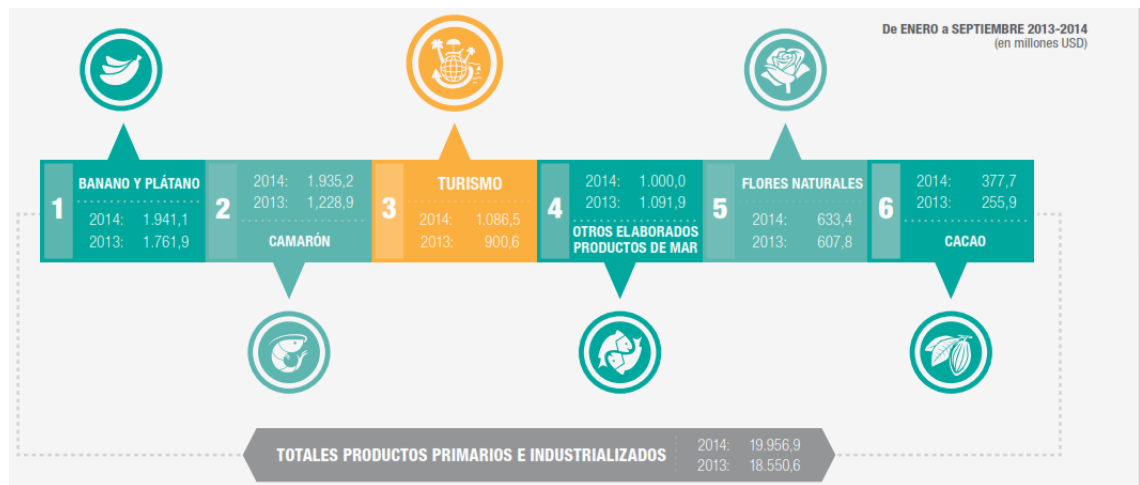 De ENERO a SEPTIEMBRE 2013-2014
(en millones USD)
1
BANANO Y PLÁTANO
2014: 1.941,1
2013: 1.761,9
2
2014: 1.935,2
2013: 1,228,9
CAMARÓN
3
TURISMO
2014: 1.086,5
2013: 900,6
4
2014: 1.000,0
2013: 1.091,9
OTROS ELABORADOS
PRODUCTOS DE MAR
5
FLORES NATURALES
2014: 633,4
2013: 607,8
6
2014: 377,7
2013: 255,9
CACAO
TOTALES PRODUCTOS PRIMARIOS E INDUSTRIALIZADOS
2014: 19.956,9
2013: 18.550,6